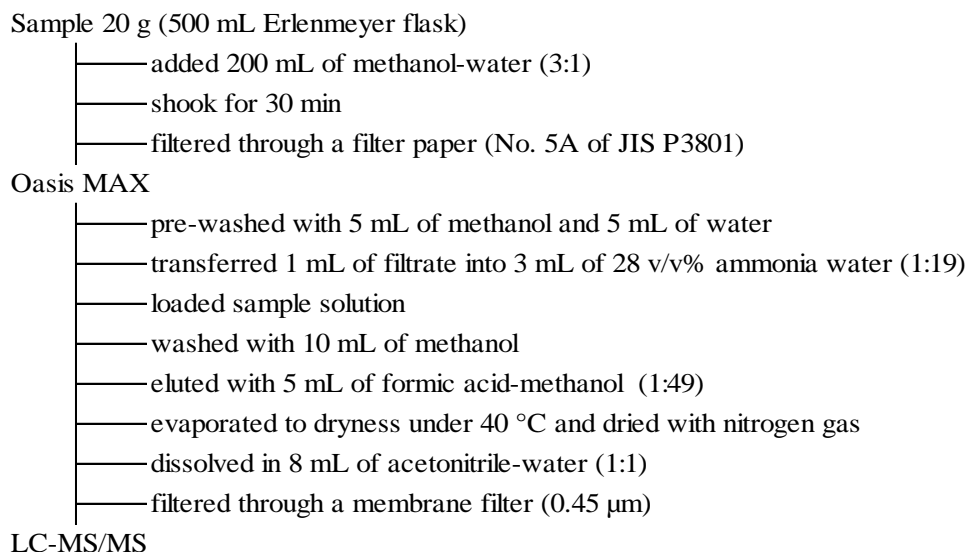 Sample 20 g (500 mL Erlenmeyer flask)
added 200 mL of methanol-water (3:1)
shook for 30 min
filtered through a filter paper (No. 5A of JIS P3801)
Oasis MAX
pre-washed with 5 mL of methanol and 5 mL of water
transferred 1 mL of filtrate into 3 mL of 28 v/v% ammonia water (1:19)
loaded sample solution
washed with 10 mL of methanol
eluted with 5 mL of formic acid-methanol (1:49)
evaporated to dryness under 40 °C and dried with nitrogen gas
dissolved in 8 mL of acetonitrile-water (1:1)
filtered through a membrane filter (0.45 μm)
LC-MS/MS